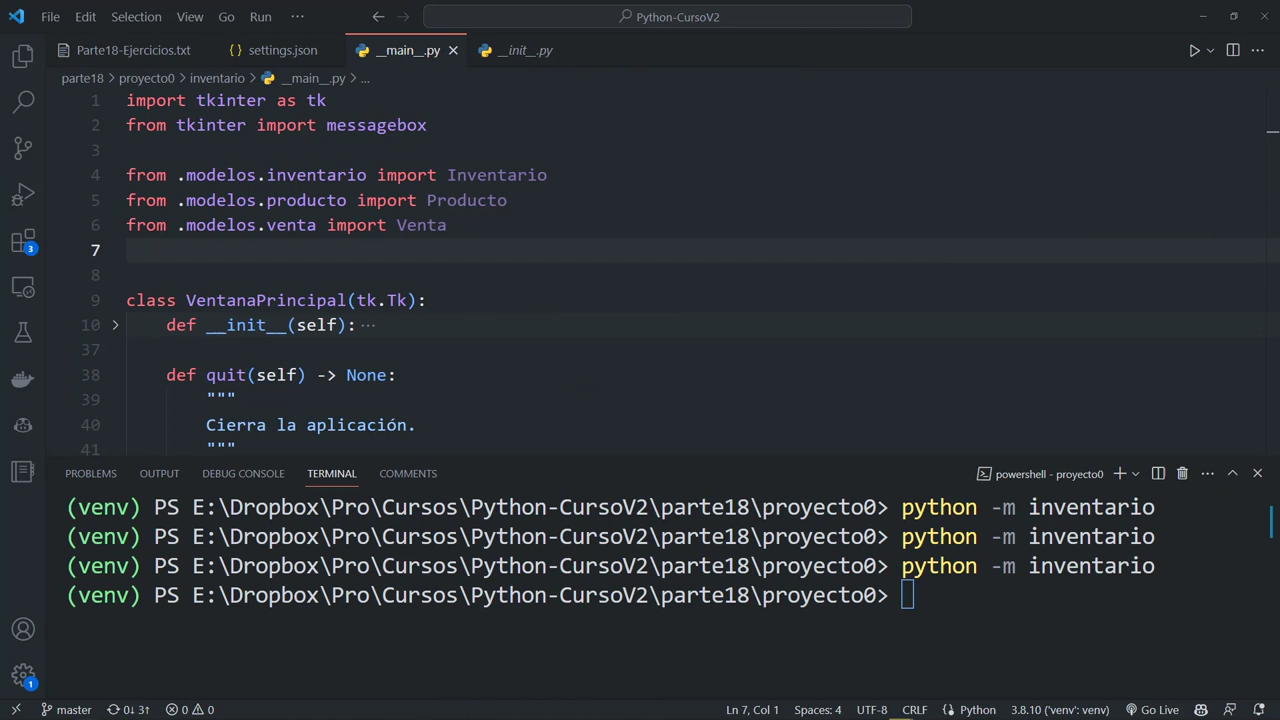 File Edit Selection View Go Run ··· Python-CursoV2
Parte18-Ejercicios.txt {} settings.json __main__.py __init__.py
parte18 > proyecto0 > inventario > __main__.py > ...
1 import tkinter as tk
2 from tkinter import messagebox
3
4 from .modelos.inventario import Inventario
5 from .modelos.producto import Producto
6 from .modelos.venta import Venta
7
8
9 class VentanaPrincipal(tk.Tk):
10 def __init__(self): ···
37
38 def quit(self) -> None:
39 """
40 Cierra la aplicación.
41 """
PROBLEMS OUTPUT DEBUG CONSOLE TERMINAL COMMENTS powershell - proyecto0
(venv) PS E:\Dropbox\Pro\Cursos\Python-CursoV2\parte18\proyecto0> python -m inventario
(venv) PS E:\Dropbox\Pro\Cursos\Python-CursoV2\parte18\proyecto0> python -m inventario
(venv) PS E:\Dropbox\Pro\Cursos\Python-CursoV2\parte18\proyecto0> python -m inventario
(venv) PS E:\Dropbox\Pro\Cursos\Python-CursoV2\parte18\proyecto0>
3
1
master 0↓ 3↑ 0 0 Ln 7, Col 1 Spaces: 4 UTF-8 CRLF {} Python 3.8.10 ('venv': venv) Go Live